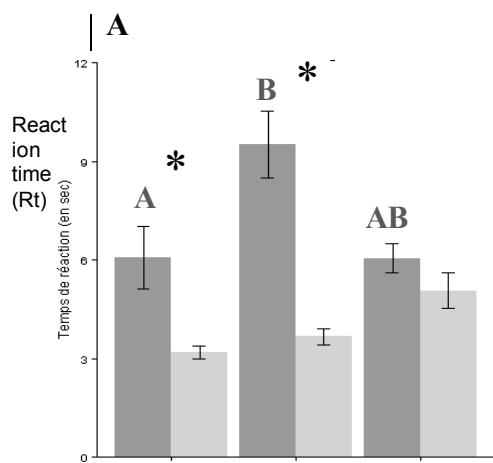 A
12
*
B
*
React
ion
time
(Rt)
Temps de réaction (en sec)
9
A
AB
6
3
0